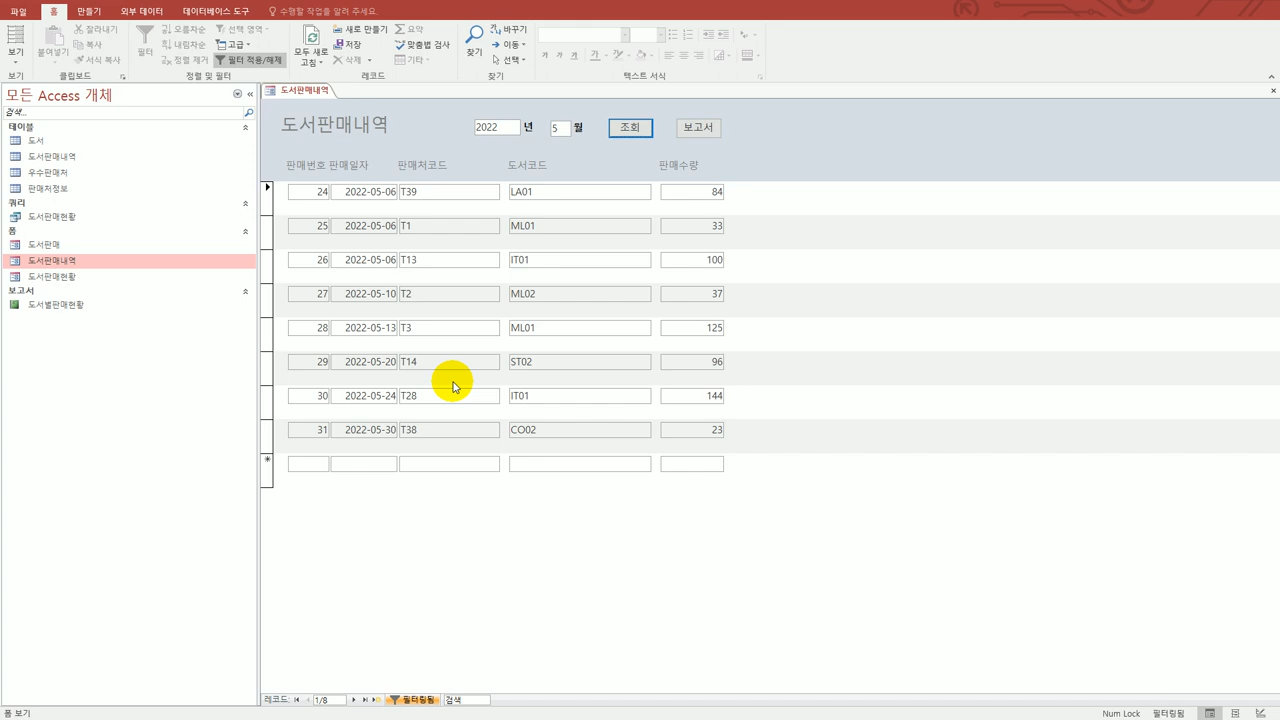 파일 홈 만들기 외부 데이터 데이터베이스 도구 수행할 작업을 알려 주세요.
보기 붙여넣기 잘라내기 복사 서식 복사 필터 오름차순 내림차순 정렬 제거 선택 영역 고급 필터 적용/해제 모두 새로 고침 새로 만들기 저장 삭제 요약 맞춤법 검사 기타 찾기 바꾸기 이동 선택 가 가 가 가
보기 클립보드 정렬 및 필터 레코드 찾기 텍스트 서식
모든 Access 개체
검색...
테이블
도서
도서판매내역
우수판매처
판매처정보
쿼리
도서판매현황
폼
도서판매
도서판매내역
도서판매현황
보고서
도서별판매현황
도서판매내역
도서판매내역 2022 년 5 월 조회 보고서
판매번호 판매일자 판매처코드 도서코드 판매수량
24 2022-05-06 T39 LA01 84
25 2022-05-06 T1 ML01 33
26 2022-05-06 T13 IT01 100
27 2022-05-10 T2 ML02 37
28 2022-05-13 T3 ML01 125
29 2022-05-20 T14 ST02 96
30 2022-05-24 T28 IT01 144
31 2022-05-30 T38 CO02 23
레코드: 1/8 필터링됨 검색
폼 보기 Num Lock 필터링됨